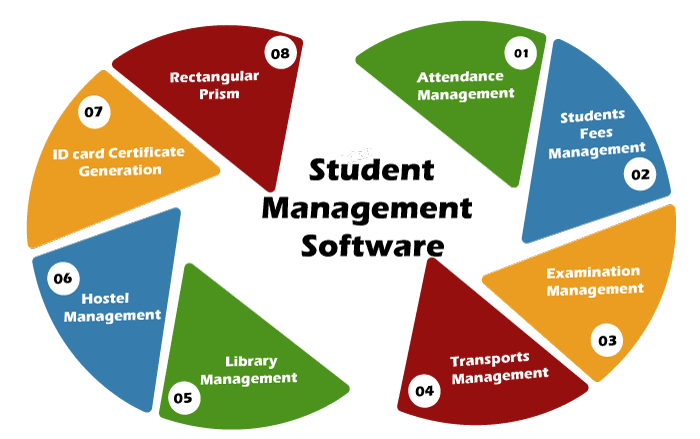 Student
Management
Software
01
Attendance
Management
Students
Fees
Management
02
Examination
Management
03
Transports
Management
04
Library
Management
05
06
Hostel
Management
07
ID card Certificate
Generation
08
Rectangular
Prism